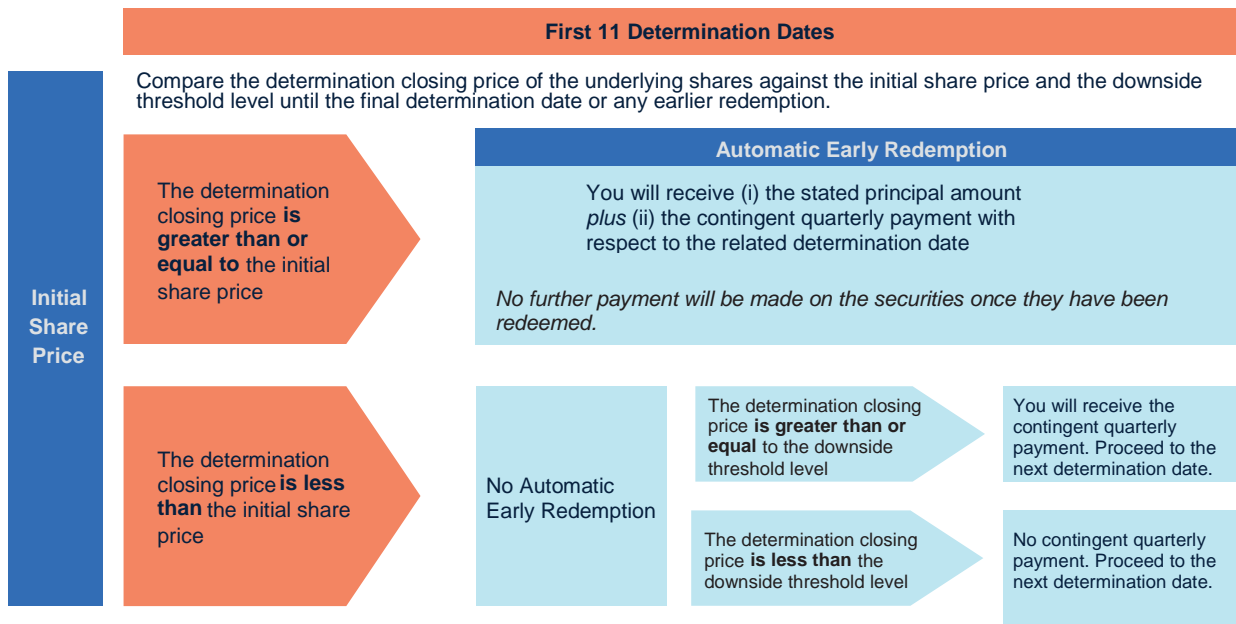 First 11 Determination Dates
Compare the determination closing price of the underlying shares against the initial share price and the downside
threshold level until the final determination date or any earlier redemption.
Initial
Share
Price
The determination
closing price is
greater than or
equal to the initial
share price
Automatic Early Redemption
You will receive (i) the stated principal amount
plus (ii) the contingent quarterly payment with
respect to the related determination date
No further payment will be made on the securities once they have been
redeemed.
The determination
closing price is less
than the initial share
price
No Automatic
Early Redemption
The determination closing
price is greater than or
equal to the downside
threshold level
You will receive the
contingent quarterly
payment. Proceed to the
next determination date.
The determination closing
price is less than the
downside threshold level
No contingent quarterly
payment. Proceed to the
next determination date.